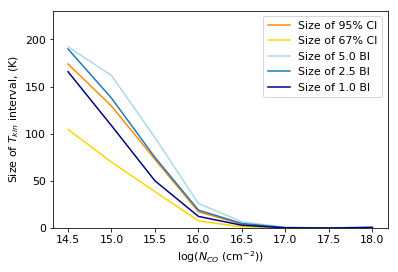 Size of T_kin interval, (K)
200
150
100
50
0
Size of 95% CI
Size of 67% CI
Size of 5.0 BI
Size of 2.5 BI
Size of 1.0 BI
14.5 15.0 15.5 16.0 16.5 17.0 17.5 18.0
log(N_CO (cm⁻²))